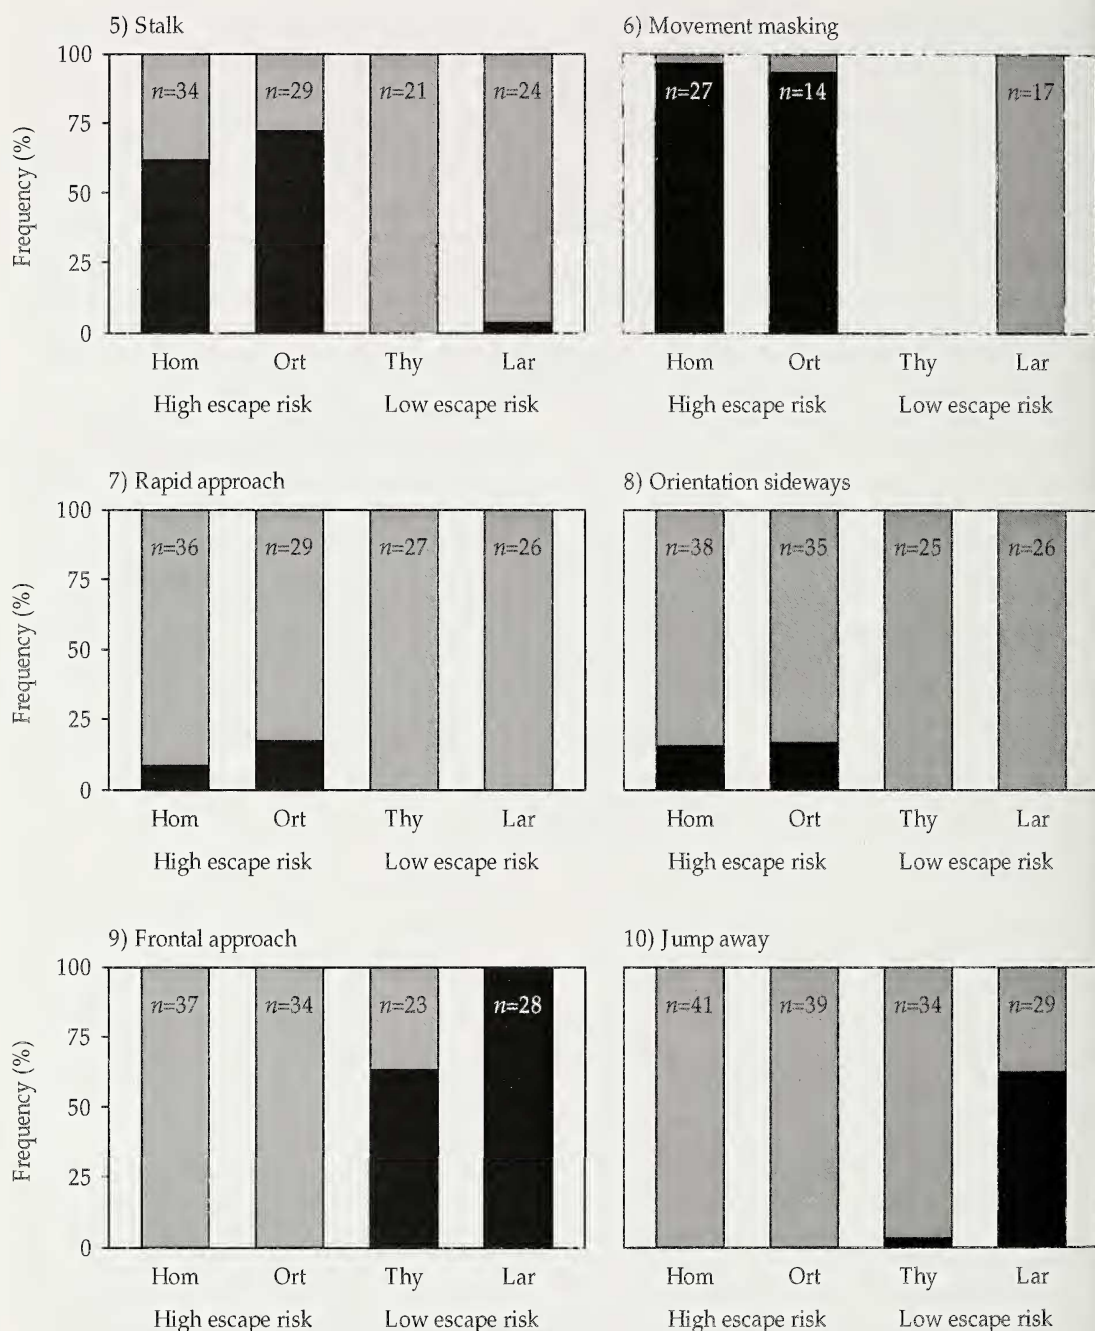 5) Stalk
Frequency (%)
100
75
50
25
0
n=34
n=29
n=21
n=24
Hom Ort Thy Lar
High escape risk Low escape risk
6) Movement masking
n=27
n=14
n=17
Hom Ort Thy Lar
High escape risk Low escape risk
7) Rapid approach
Frequency (%)
100
75
50
25
0
n=36
n=29
n=27
n=26
Hom Ort Thy Lar
High escape risk Low escape risk
8) Orientation sideways
n=38
n=35
n=25
n=26
Hom Ort Thy Lar
High escape risk Low escape risk
9) Frontal approach
Frequency (%)
100
75
50
25
0
n=37
n=34
n=23
n=28
Hom Ort Thy Lar
High escape risk Low escape risk
10) Jump away
n=41
n=39
n=34
n=29
Hom Ort Thy Lar
High escape risk Low escape risk